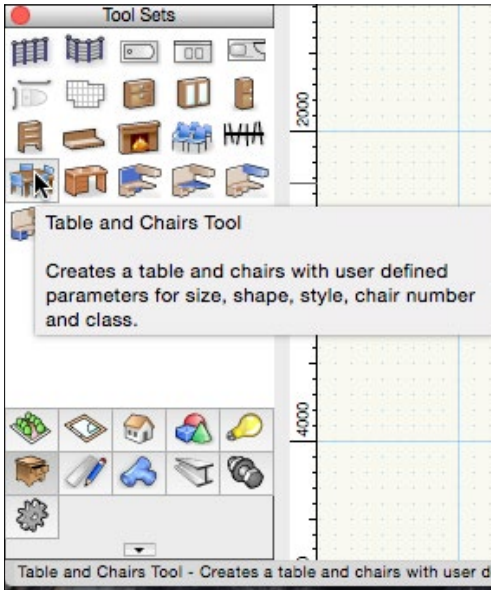 Tool Sets
2000
Table and Chairs Tool
Creates a table and chairs with user defined
parameters for size, shape, style, chair number
and class.
4000
Table and Chairs Tool - Creates a table and chairs with user d